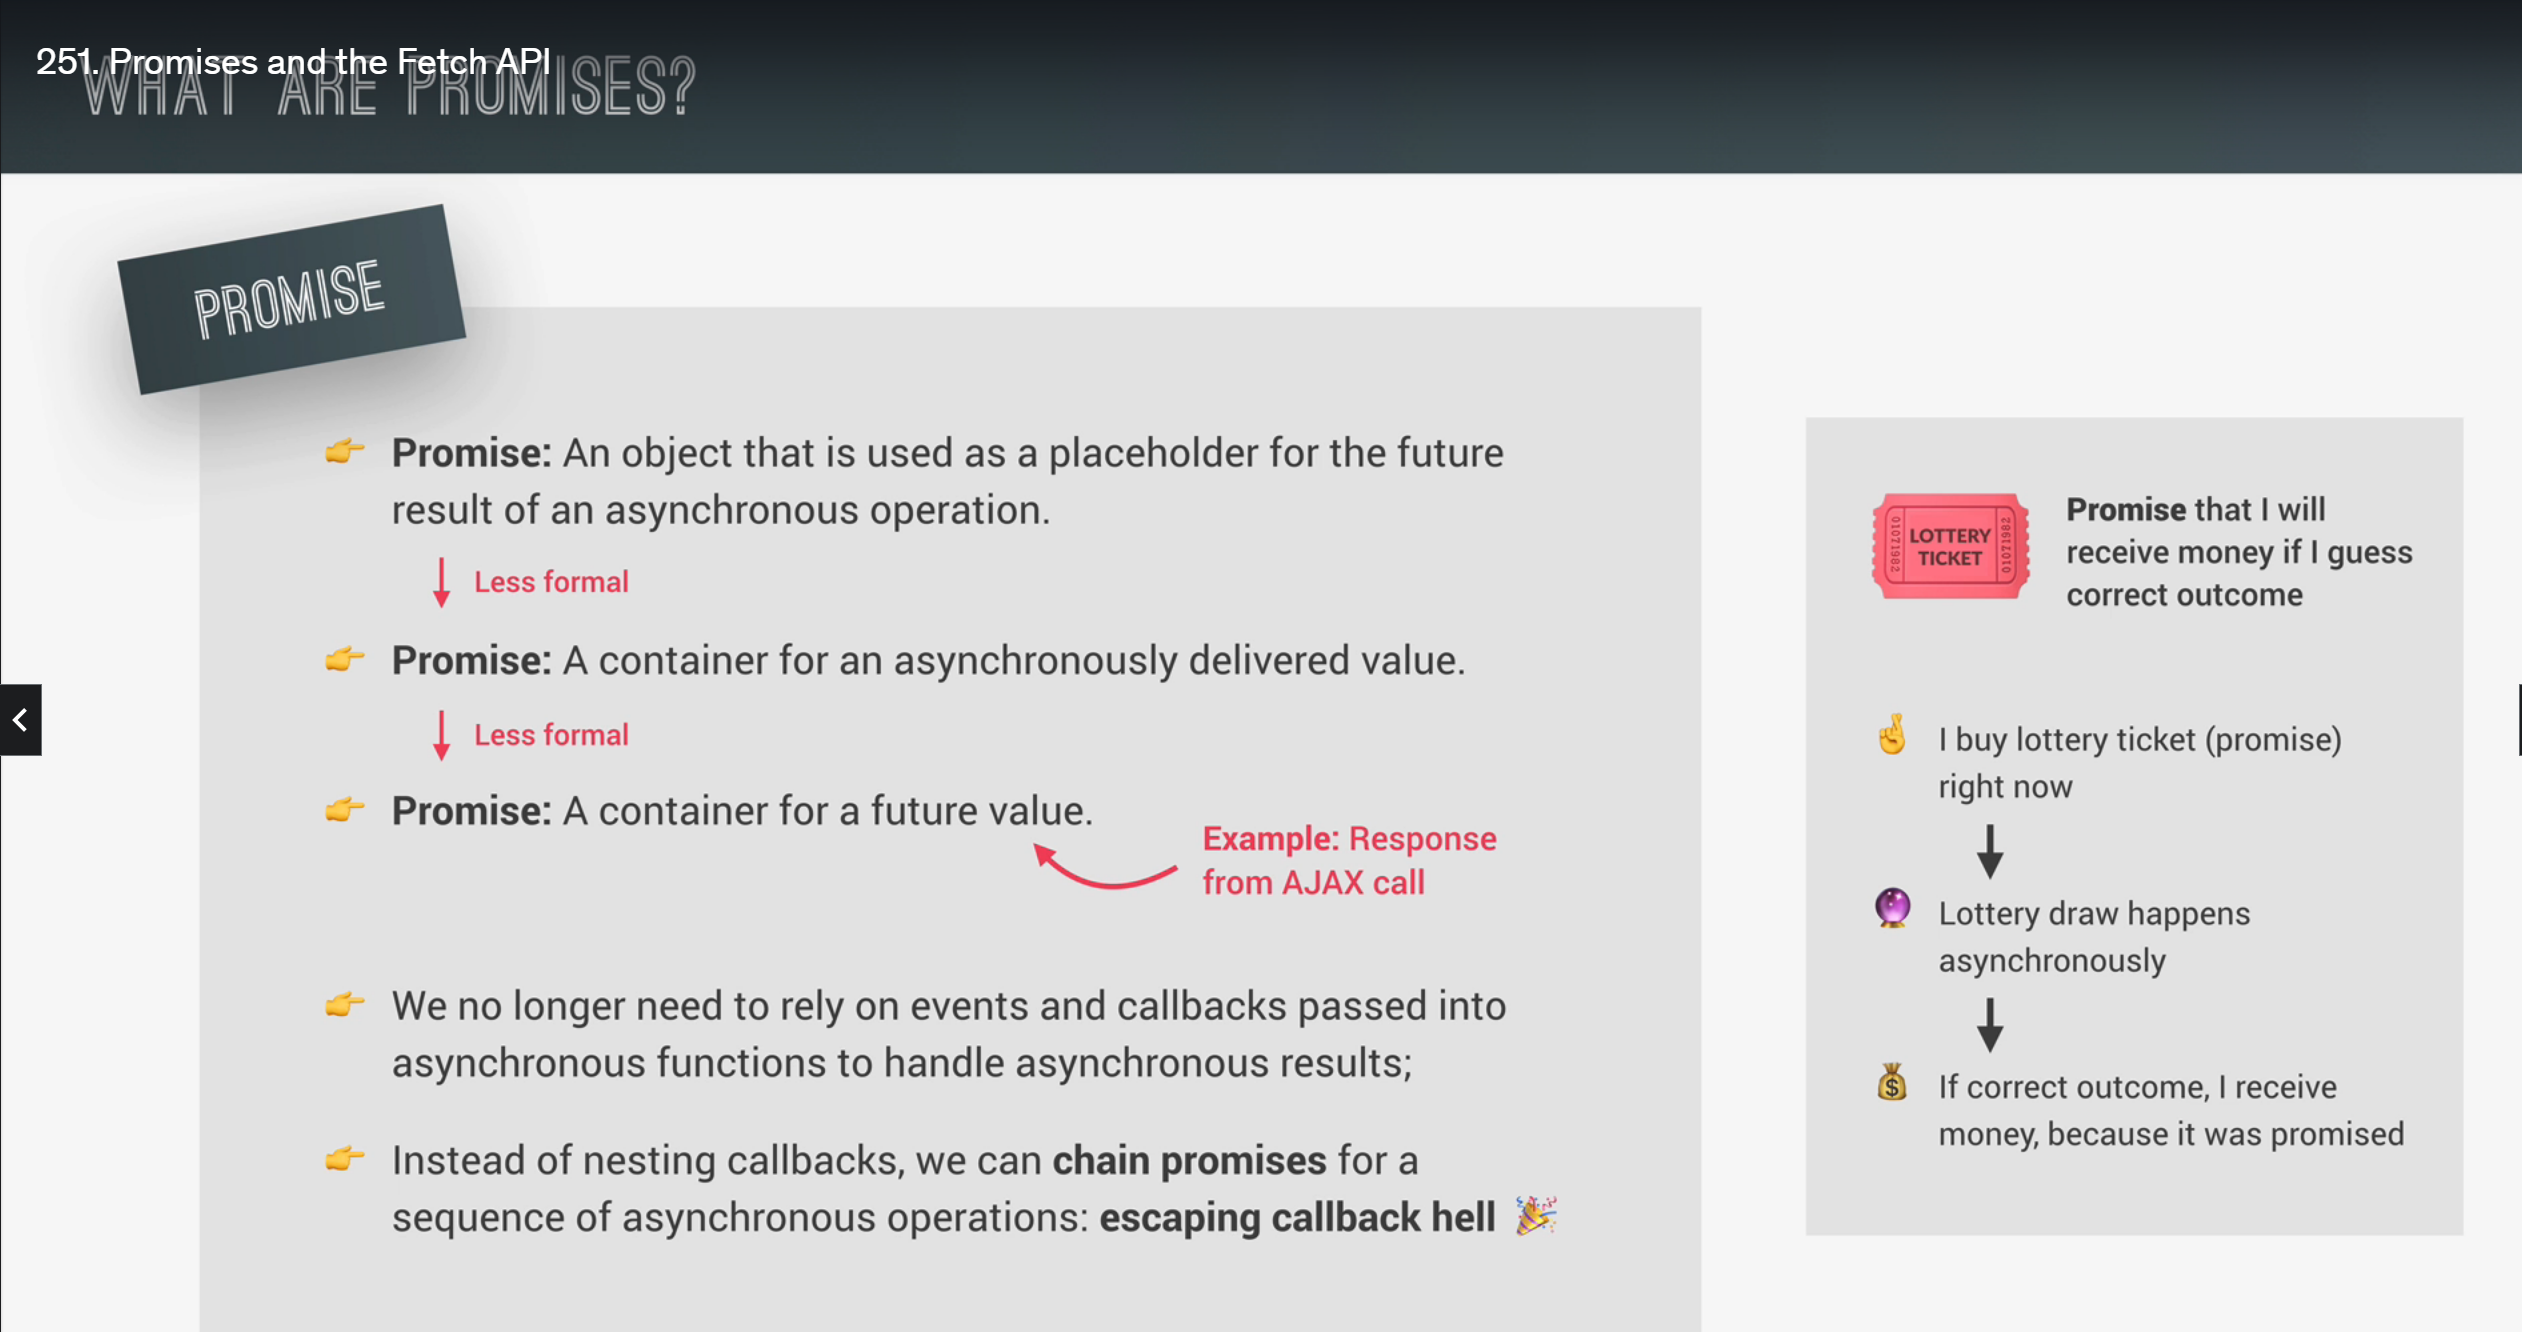 251. Promises and the Fetch API
WHAT ARE PROMISES?
PROMISE
Promise: An object that is used as a placeholder for the future
result of an asynchronous operation.
Less formal
Promise: A container for an asynchronously delivered value.
Less formal
Promise: A container for a future value.
Example: Response
from AJAX call
We no longer need to rely on events and callbacks passed into
asynchronous functions to handle asynchronous results;
Instead of nesting callbacks, we can chain promises for a
sequence of asynchronous operations: escaping callback hell 🎉
01071982
LOTTERY
TICKET
01071982
Promise that I will
receive money if I guess
correct outcome
I buy lottery ticket (promise)
right now
Lottery draw happens
asynchronously
$
If correct outcome, I receive
money, because it was promised